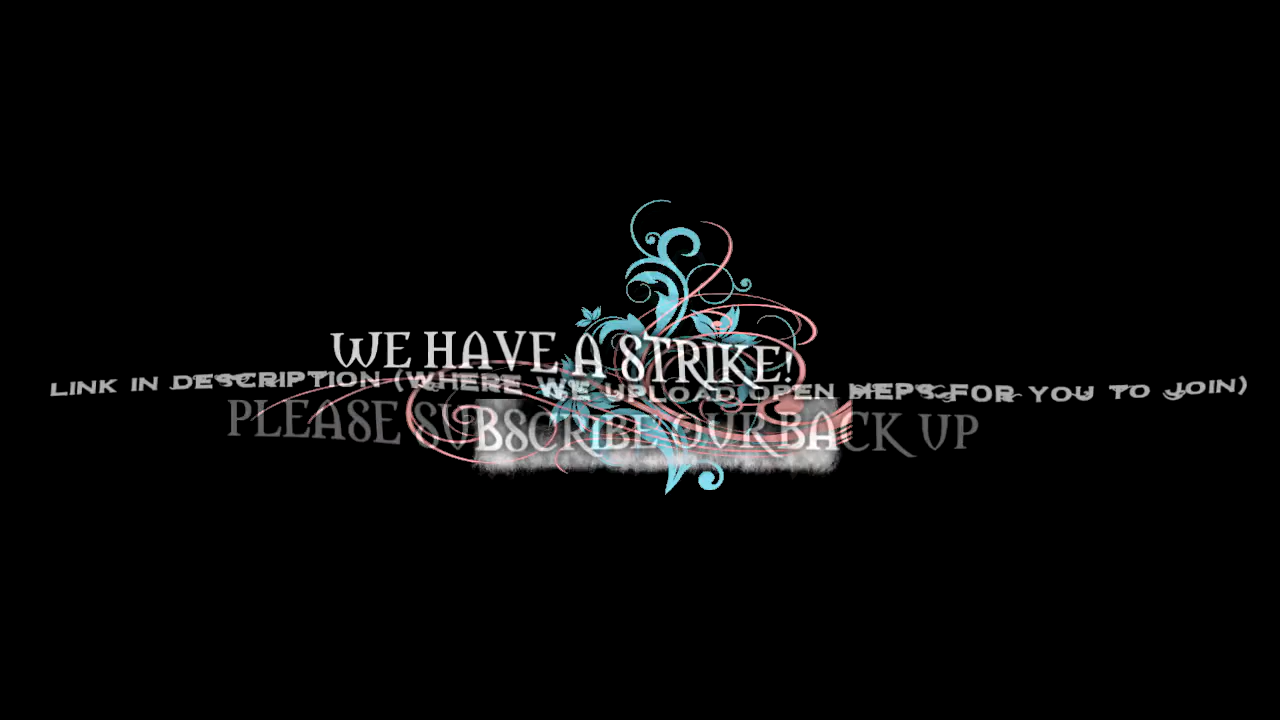 WE HAVE A STRIKE!
LINK IN DESCRIPTION (WHERE WE UPLOAD OPEN MEP'S FOR YOU TO JOIN)
PLEASE SUBSCRIBE OUR BACK UP